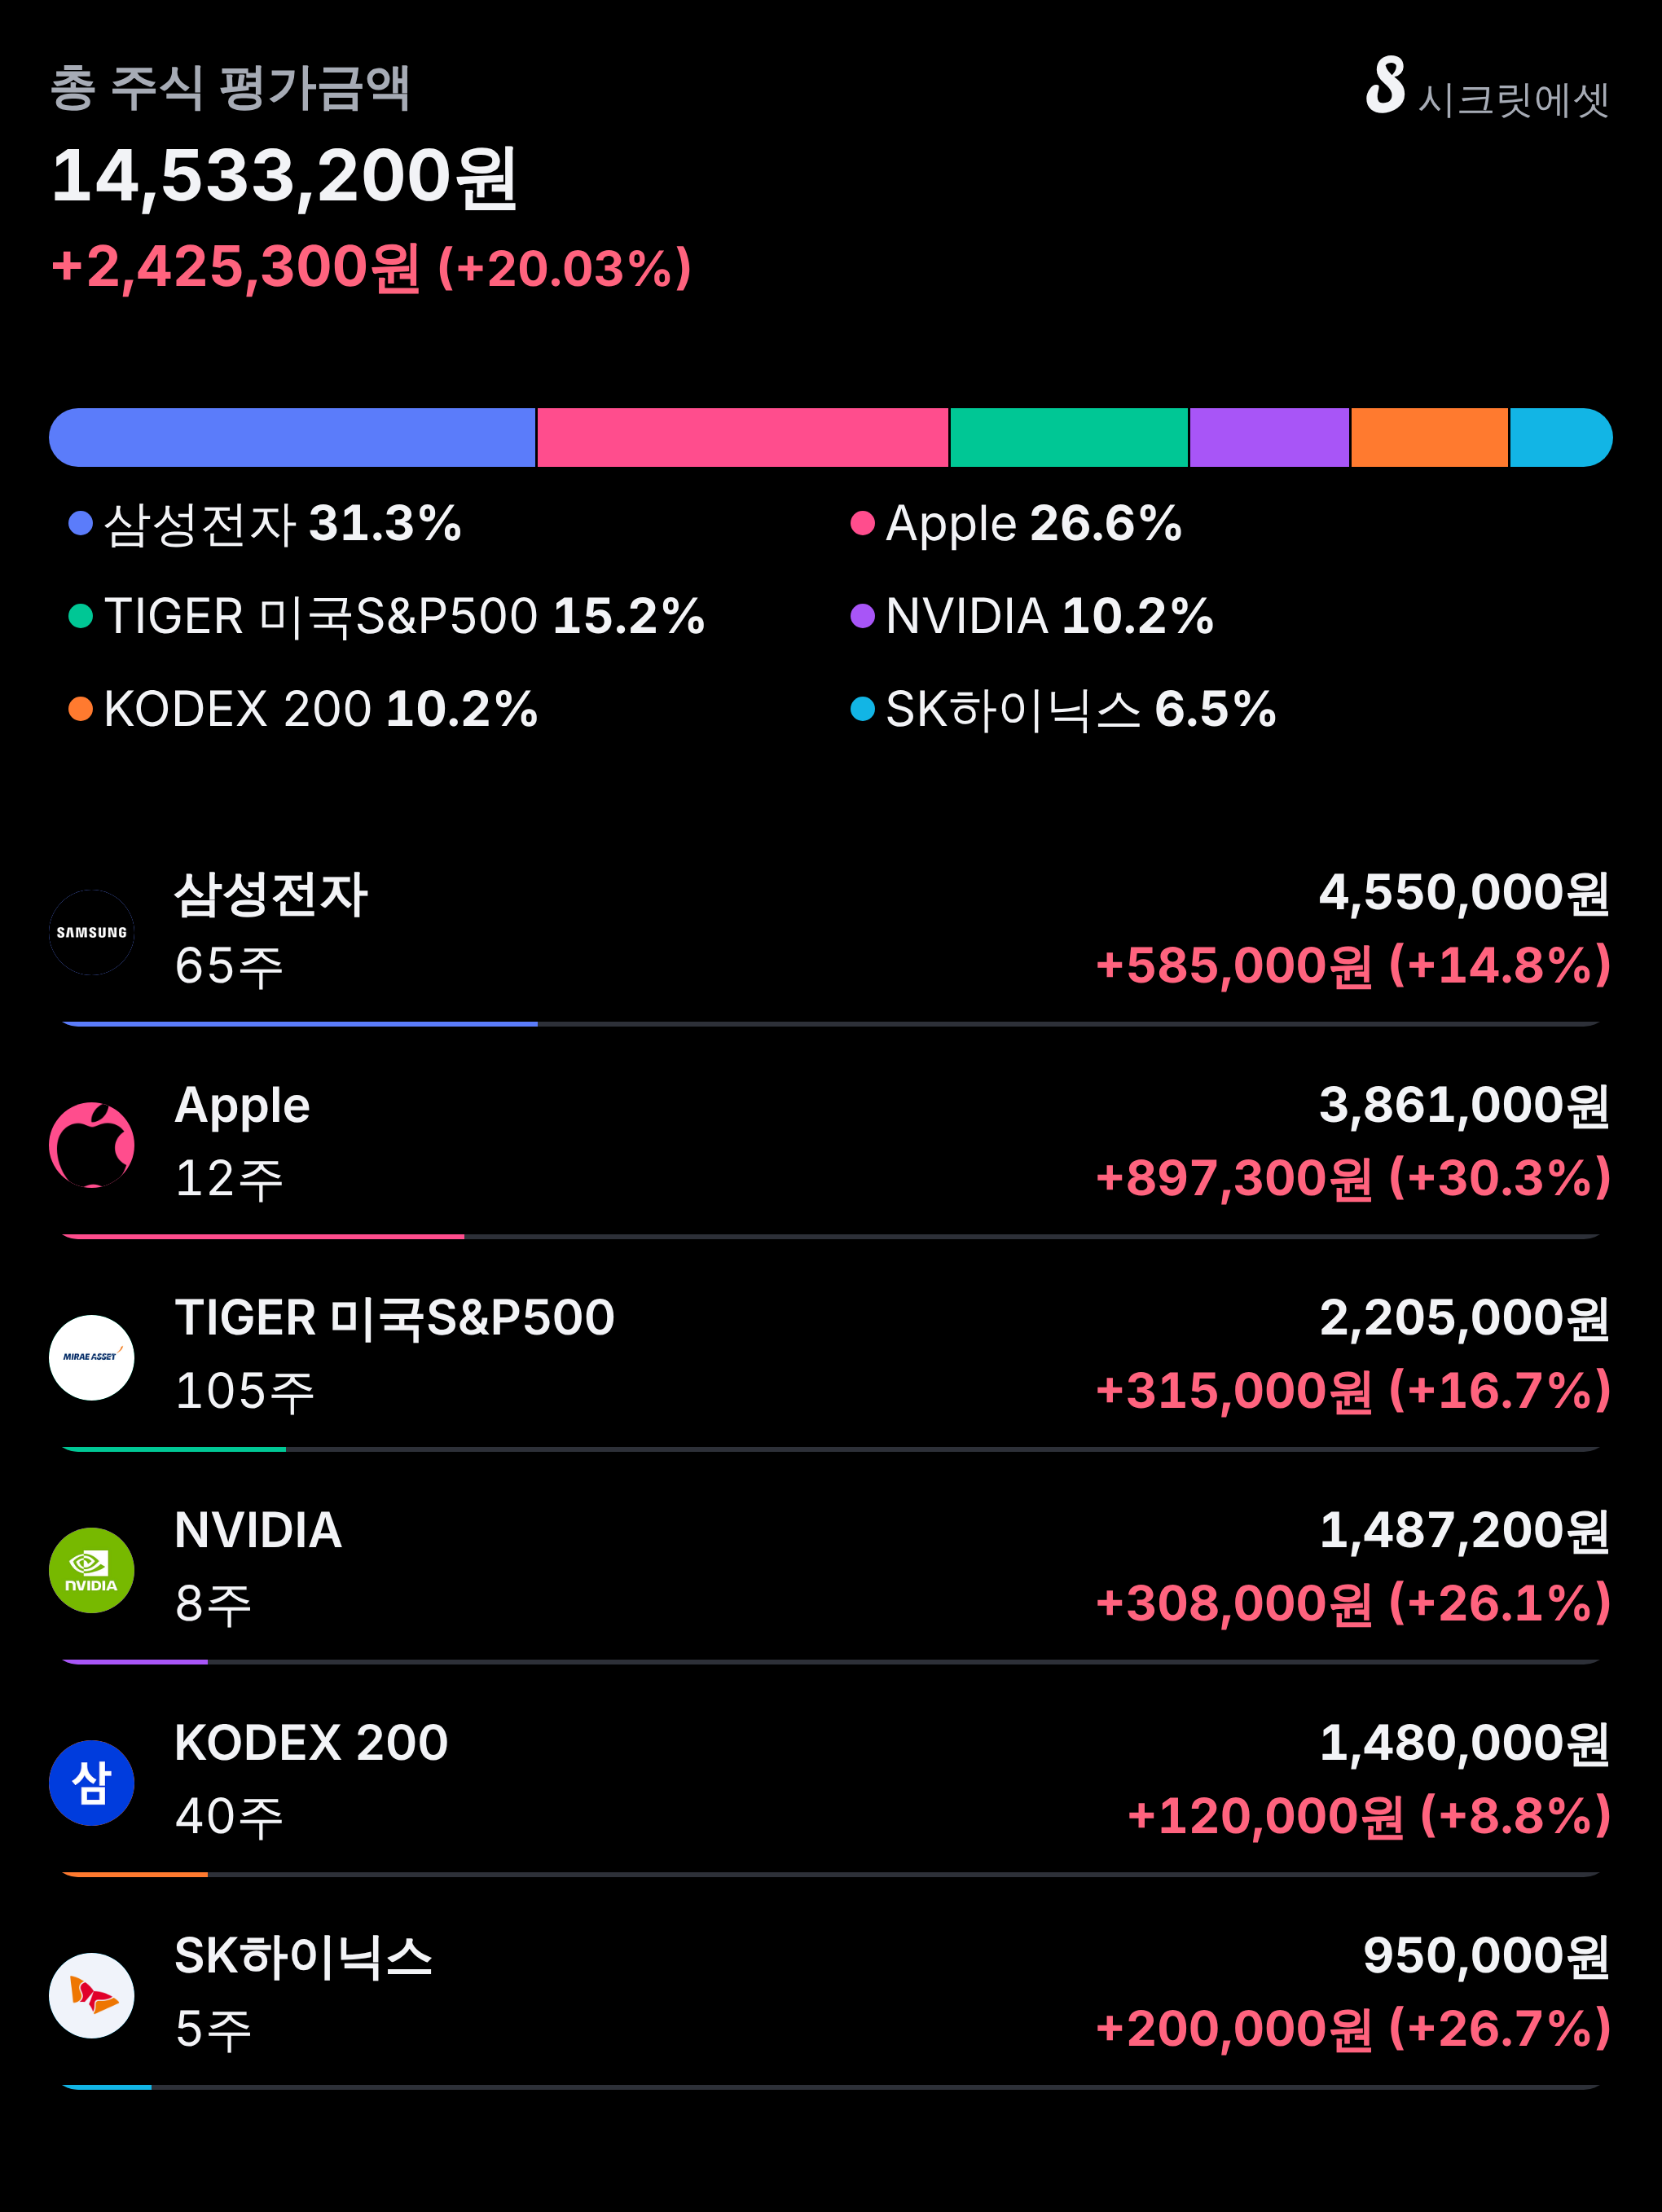 총 주식 평가금액
시크릿에셋
14,533,200원
+2,425,300원 (+20.03%)
삼성전자 31.3%
Apple 26.6%
TIGER 미국S&P500 15.2%
NVIDIA 10.2%
KODEX 200 10.2%
SK하이닉스 6.5%
SAMSUNG
삼성전자
4,550,000원
65주
+585,000원 (+14.8%)
Apple
3,861,000원
12주
+897,300원 (+30.3%)
MIRAE ASSET
TIGER 미국S&P500
2,205,000원
105주
+315,000원 (+16.7%)
NVIDIA
NVIDIA
1,487,200원
8주
+308,000원 (+26.1%)
삼
KODEX 200
1,480,000원
40주
+120,000원 (+8.8%)
SK하이닉스
950,000원
5주
+200,000원 (+26.7%)